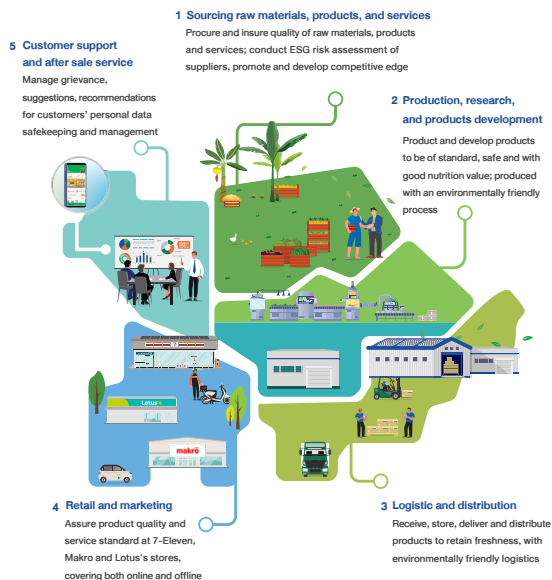 1 Sourcing raw materials, products, and services
Procure and insure quality of raw materials, products
and services; conduct ESG risk assessment of
suppliers, promote and develop competitive edge
2 Production, research,
and products development
Product and develop products
to be of standard, safe and with
good nutrition value; produced
with an environmentally friendly
process
3 Logistic and distribution
Receive, store, deliver and distribute
products to retain freshness, with
environmentally friendly logistics
4 Retail and marketing
Assure product quality and
service standard at 7-Eleven,
Makro and Lotus's stores,
covering both online and offline
5 Customer support
and after sale service
Manage grievance,
suggestions, recommendations
for customers' personal data
safekeeping and management
Lotus's
makro